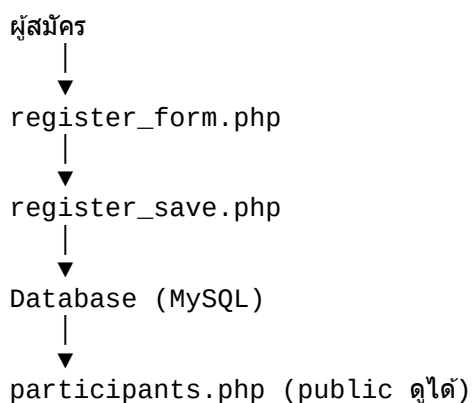 ผู้สมัคร
│
▼
register_form.php
│
▼
register_save.php
│
▼
Database (MySQL)
│
▼
participants.php (public ดูได้)